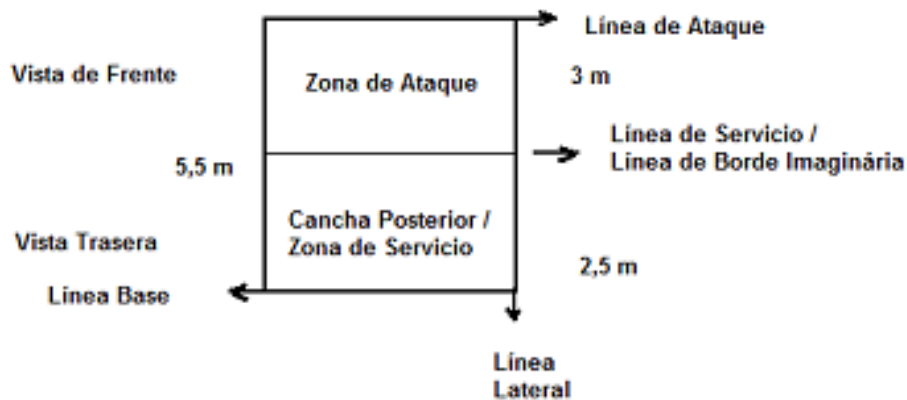 Línea de Ataque
Vista de Frente
Zona de Ataque
3 m
Línea de Servicio /
Línea de Borde Imaginária
5,5 m
Cancha Posterior /
Zona de Servicio
Vista Trasera
2,5 m
Línea Base
Línea
Lateral